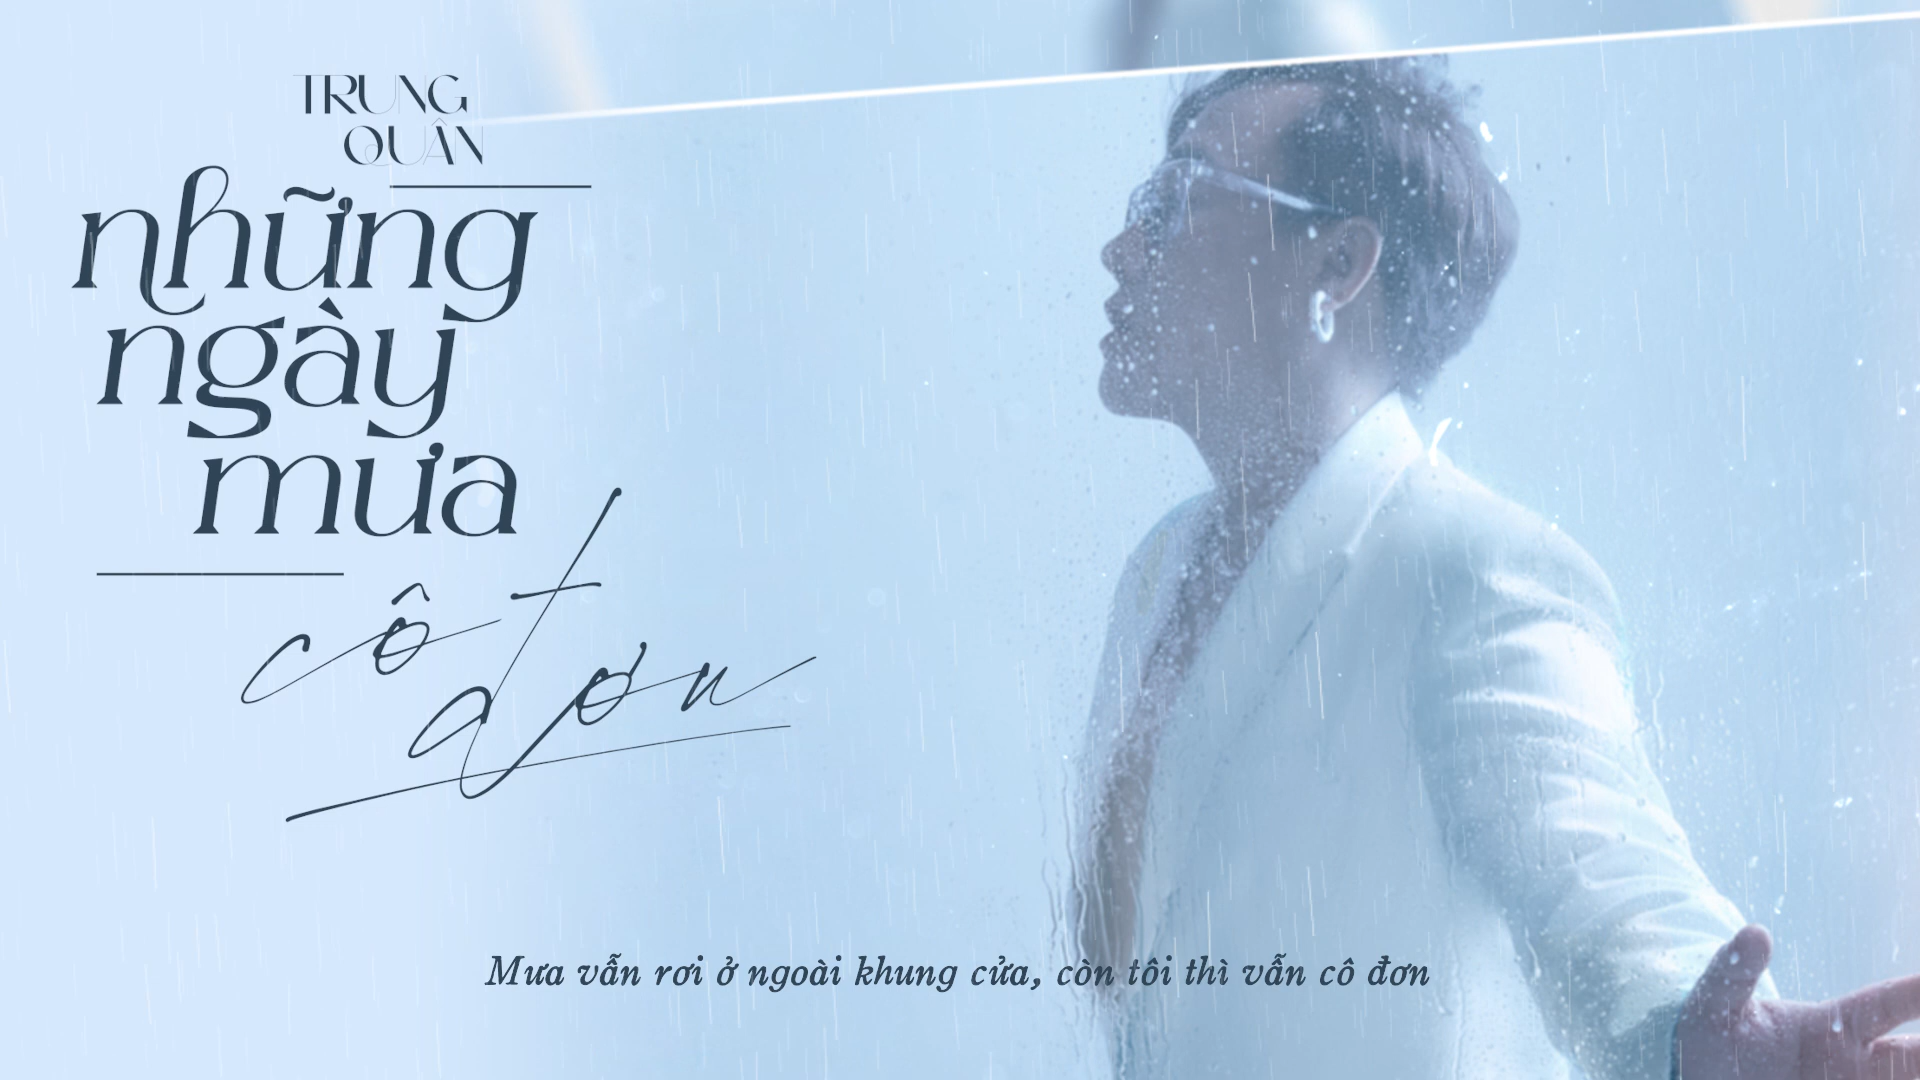 TRUNG
QUÂN
những
ngày
mưa
cô
đơn
Mưa vẫn rơi ở ngoài khung cửa, còn tôi thì vẫn cô đơn